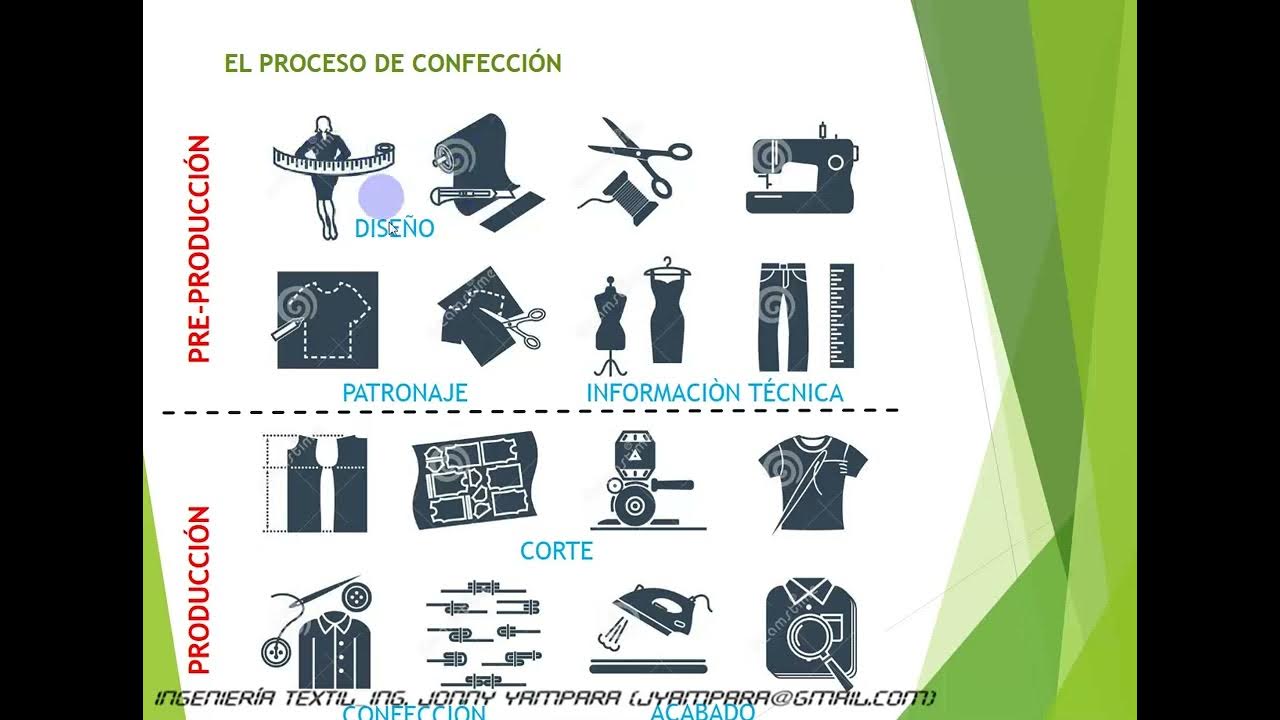 EL PROCESO DE CONFECCIÓN
PRE-PRODUCCIÓN
DISEÑO
PATRONAJE
INFORMACIÒN TÉCNICA
PRODUCCIÓN
CORTE
CONFECCIÓN
ACABADO
INGENIERÍA TEXTIL ING. JONNY YAMPARA (JYAMPARA@GMAIL.COM)